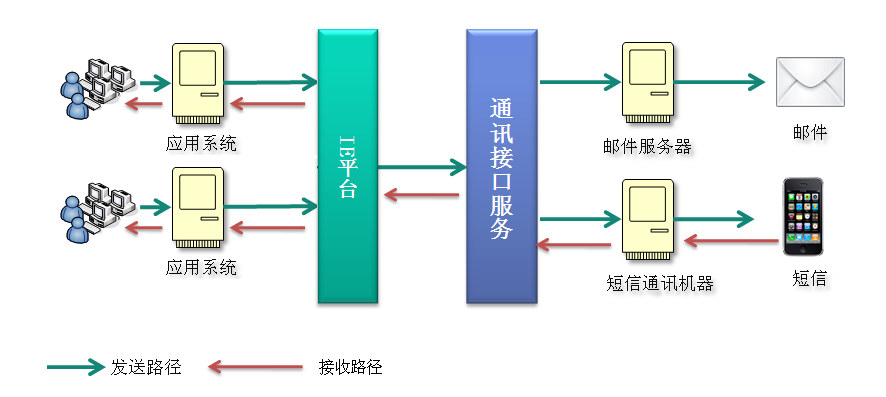 应用系统
应用系统
IE平台
通讯接口服务
邮件服务器
邮件
短信通讯机器
短信
发送路径
接收路径